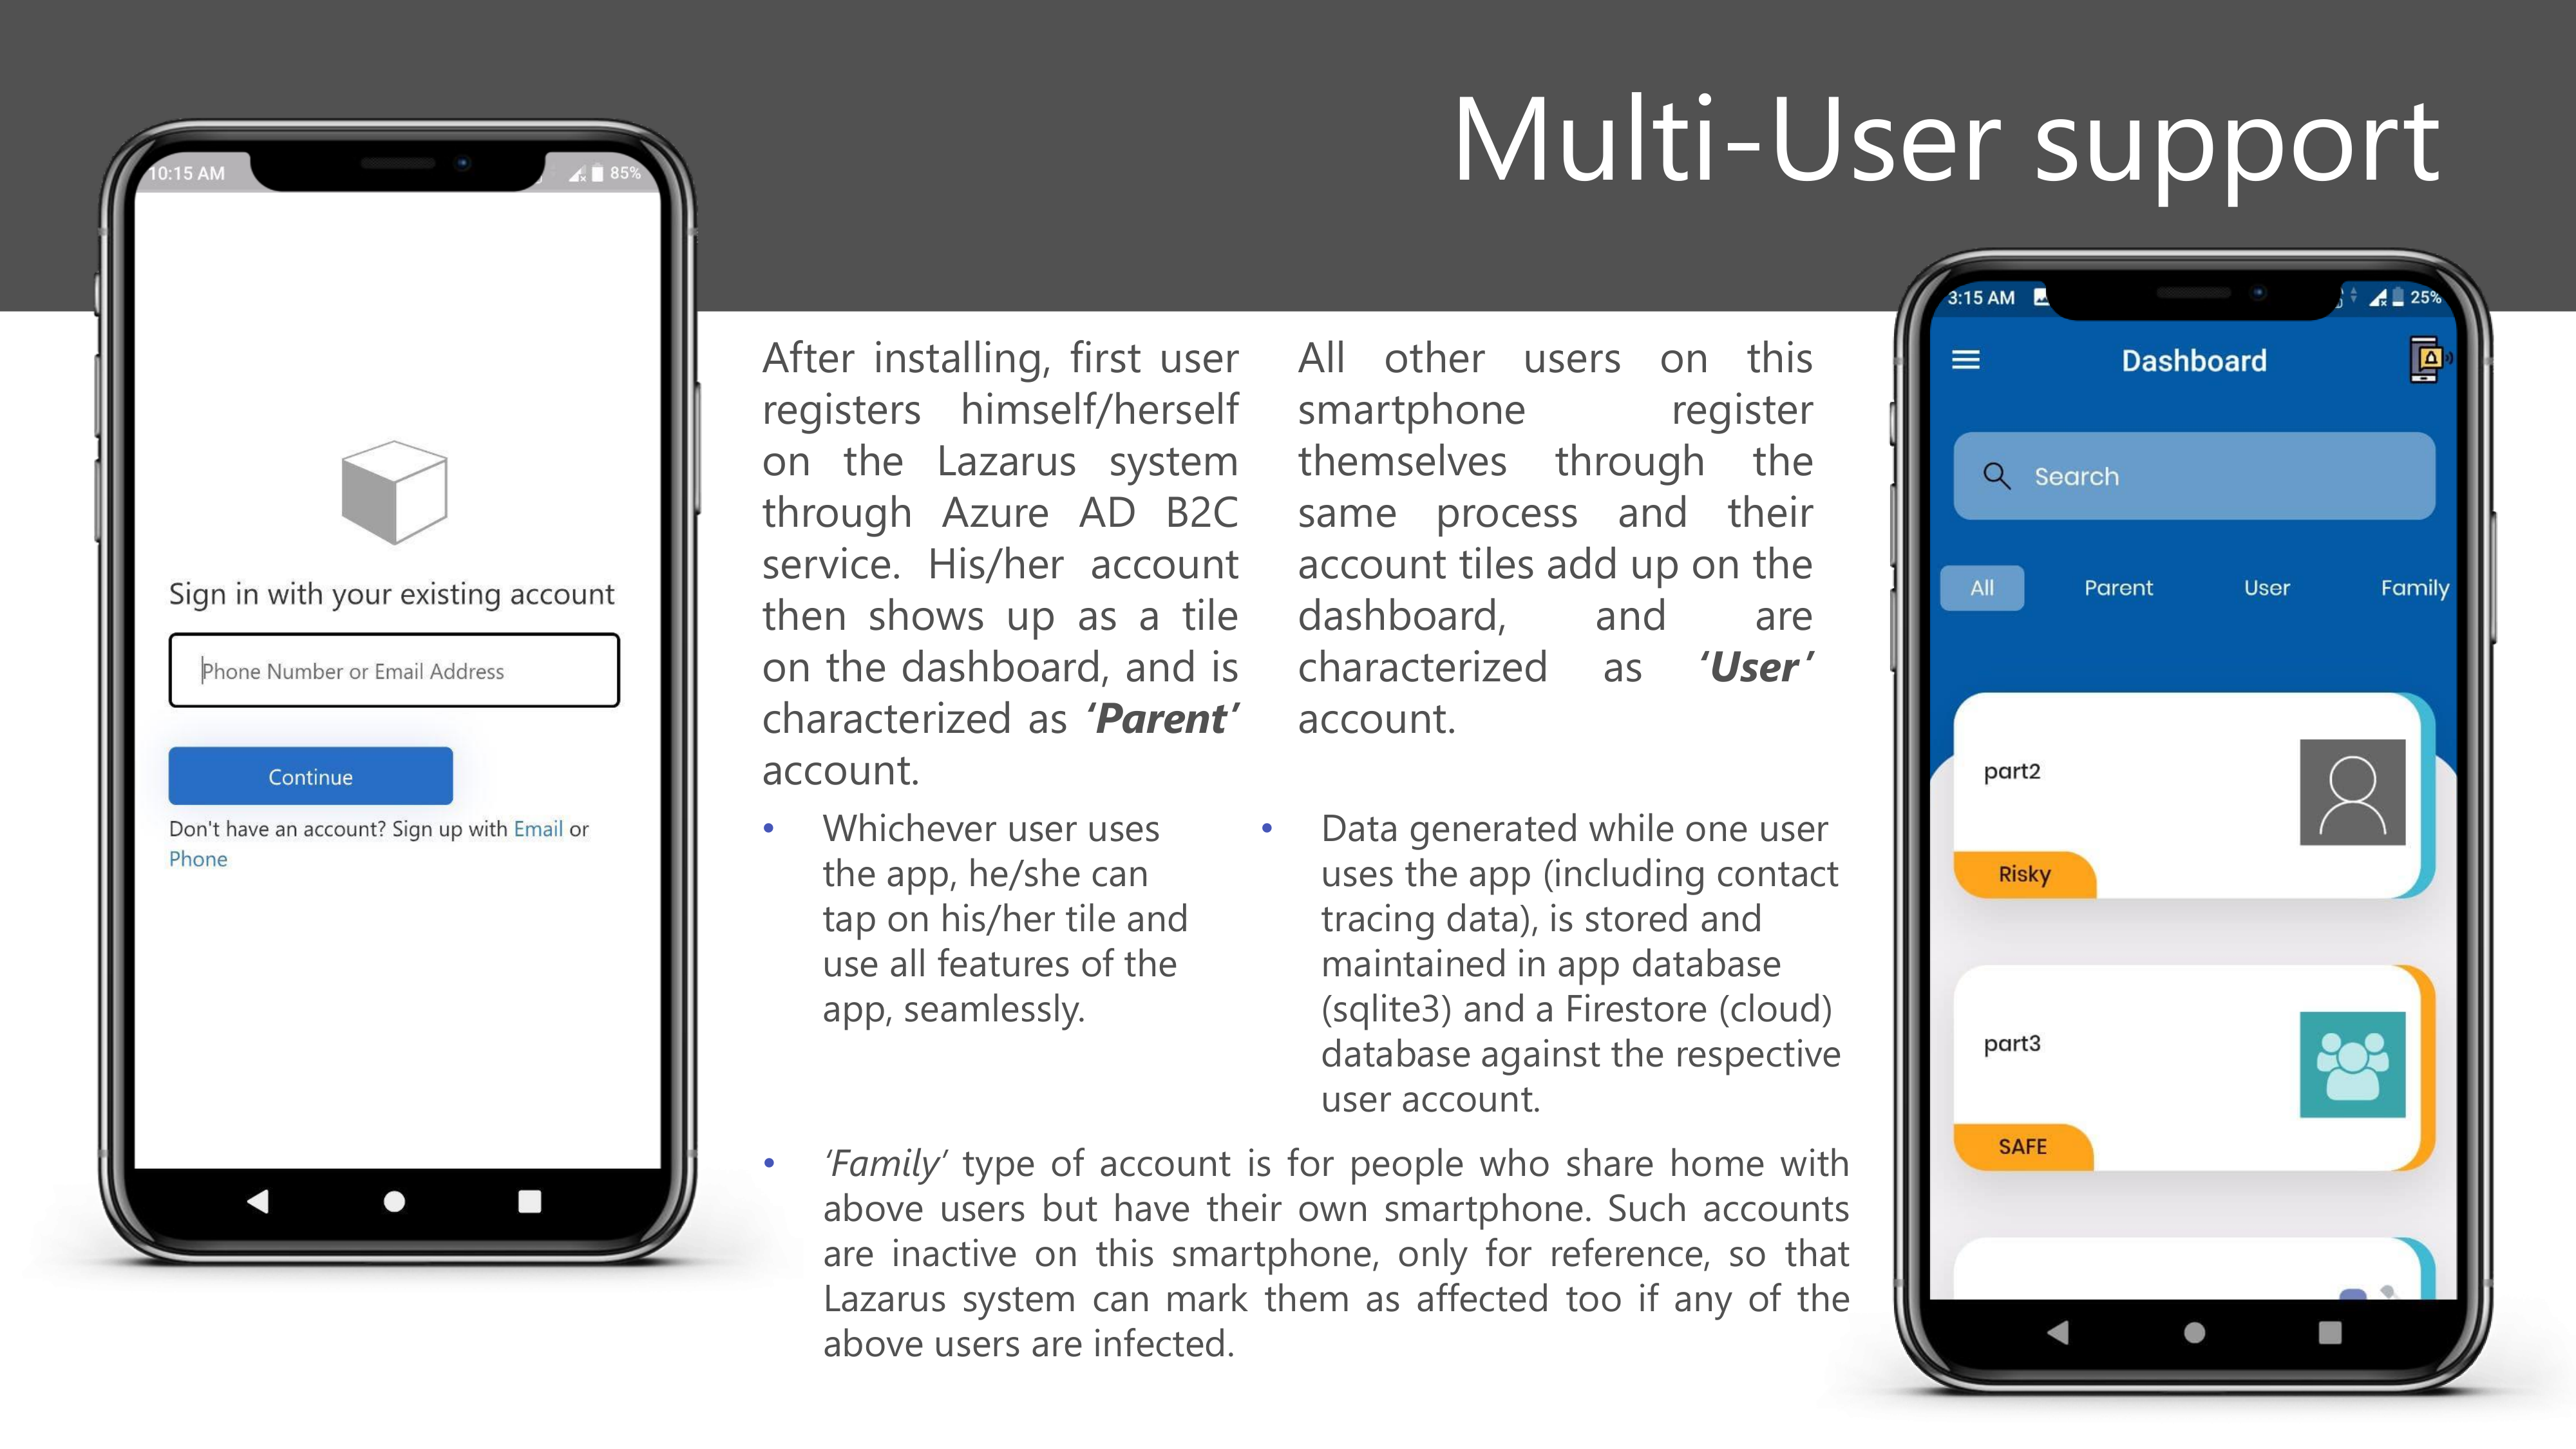 Multi-User support
10:15 AM
85%
Sign in with your existing account
Phone Number or Email Address
Continue
Don't have an account? Sign up with Email or
Phone
After installing, first user
registers himself/herself
on the Lazarus system
through Azure AD B2C
service. His/her account
then shows up as a tile
on the dashboard, and is
characterized as ‘Parent’
account.
All other users on this
smartphone register
themselves through the
same process and their
account tiles add up on the
dashboard, and are
characterized as ‘User’
account.
• Whichever user uses
the app, he/she can
tap on his/her tile and
use all features of the
app, seamlessly.
• Data generated while one user
uses the app (including contact
tracing data), is stored and
maintained in app database
(sqlite3) and a Firestore (cloud)
database against the respective
user account.
• ‘Family’ type of account is for people who share home with
above users but have their own smartphone. Such accounts
are inactive on this smartphone, only for reference, so that
Lazarus system can mark them as affected too if any of the
above users are infected.
3:15 AM
25%
Dashboard
Search
All Parent User Family
part2
Risky
part3
SAFE